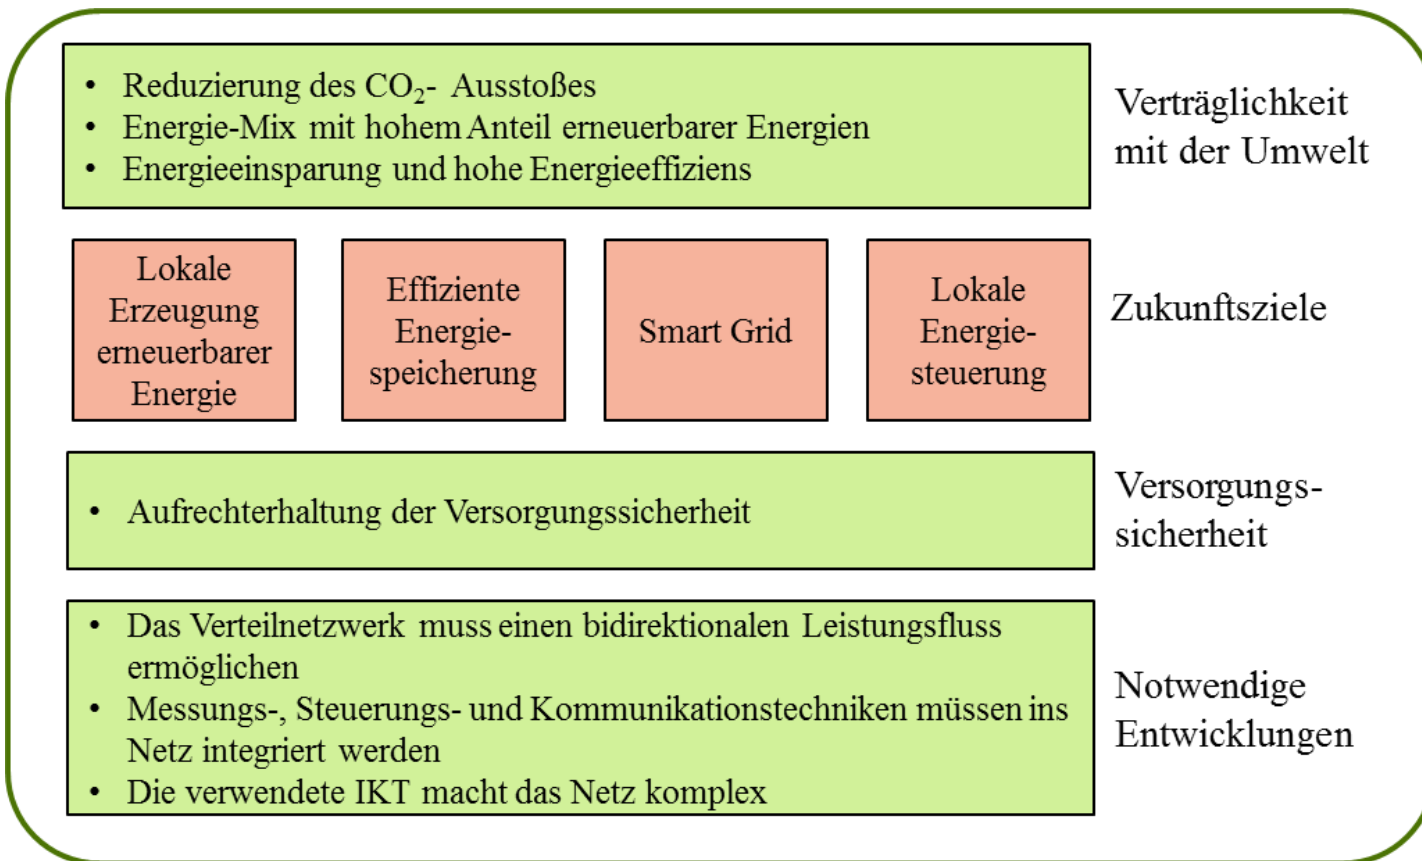 • Reduzierung des CO₂- Ausstoßes
• Energie-Mix mit hohem Anteil erneuerbarer Energien
• Energieeinsparung und hohe Energieeffiziens
Verträglichkeit
mit der Umwelt
Lokale
Erzeugung
erneuerbarer
Energie
Effiziente
Energie-
speicherung
Smart Grid
Lokale
Energie-
steuerung
Zukunftsziele
• Aufrechterhaltung der Versorgungssicherheit
Versorgungs-
sicherheit
• Das Verteilnetzwerk muss einen bidirektionalen Leistungsfluss
ermöglichen
• Messungs-, Steuerungs- und Kommunikationstechniken müssen ins
Netz integriert werden
• Die verwendete IKT macht das Netz komplex
Notwendige
Entwicklungen